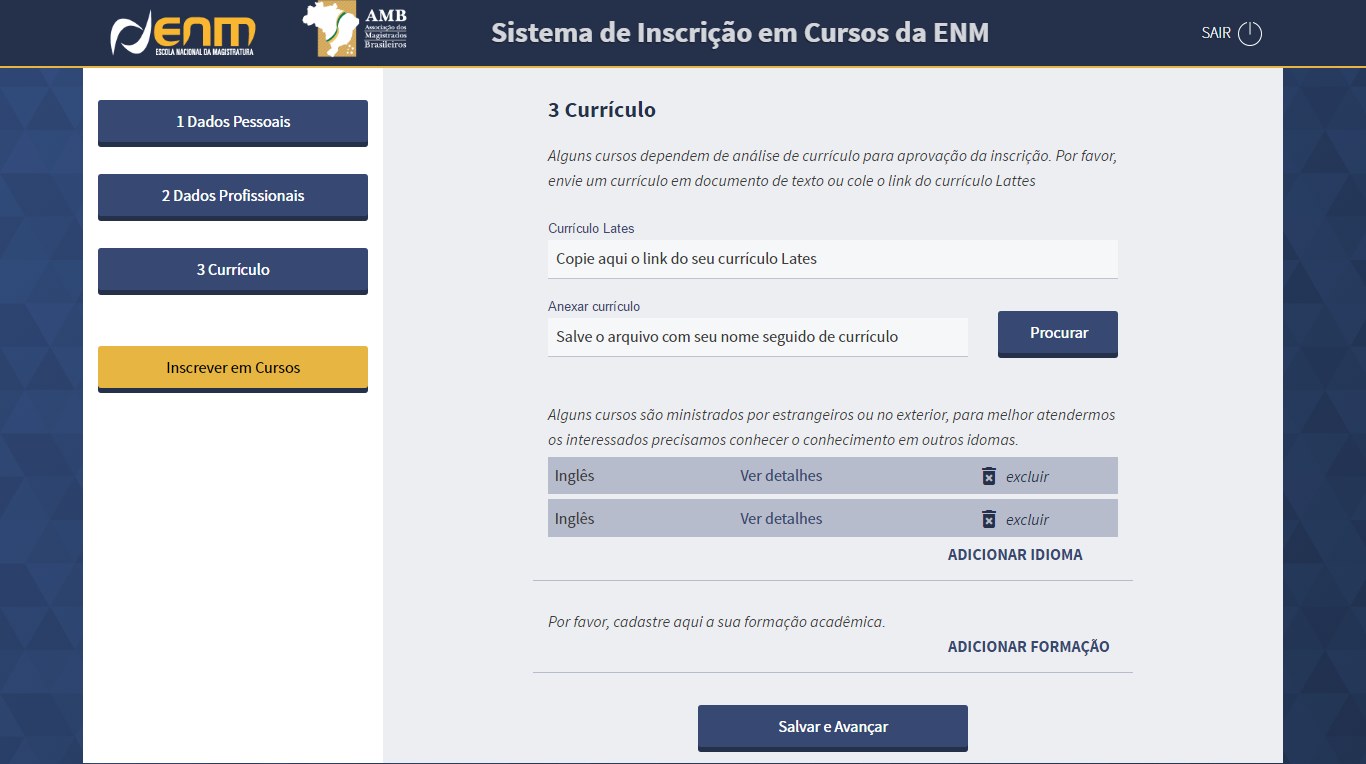 ENM
ESCOLA NACIONAL DA MAGISTRATURA
AMB
Associação dos
Magistrados
Brasileiros
Sistema de Inscrição em Cursos da ENM
SAIR
1 Dados Pessoais
2 Dados Profissionais
3 Currículo
Inscrever em Cursos
3 Currículo
Alguns cursos dependem de análise de currículo para aprovação da inscrição. Por favor,
envie um currículo em documento de texto ou cole o link do currículo Lattes
Currículo Lates
Copie aqui o link do seu currículo Lates
Anexar currículo
Salve o arquivo com seu nome seguido de currículo
Procurar
Alguns cursos são ministrados por estrangeiros ou no exterior, para melhor atendermos
os interessados precisamos conhecer o conhecimento em outros idomas.
Inglês Ver detalhes excluir
Inglês Ver detalhes excluir
ADICIONAR IDIOMA
Por favor, cadastre aqui a sua formação acadêmica.
ADICIONAR FORMAÇÃO
Salvar e Avançar